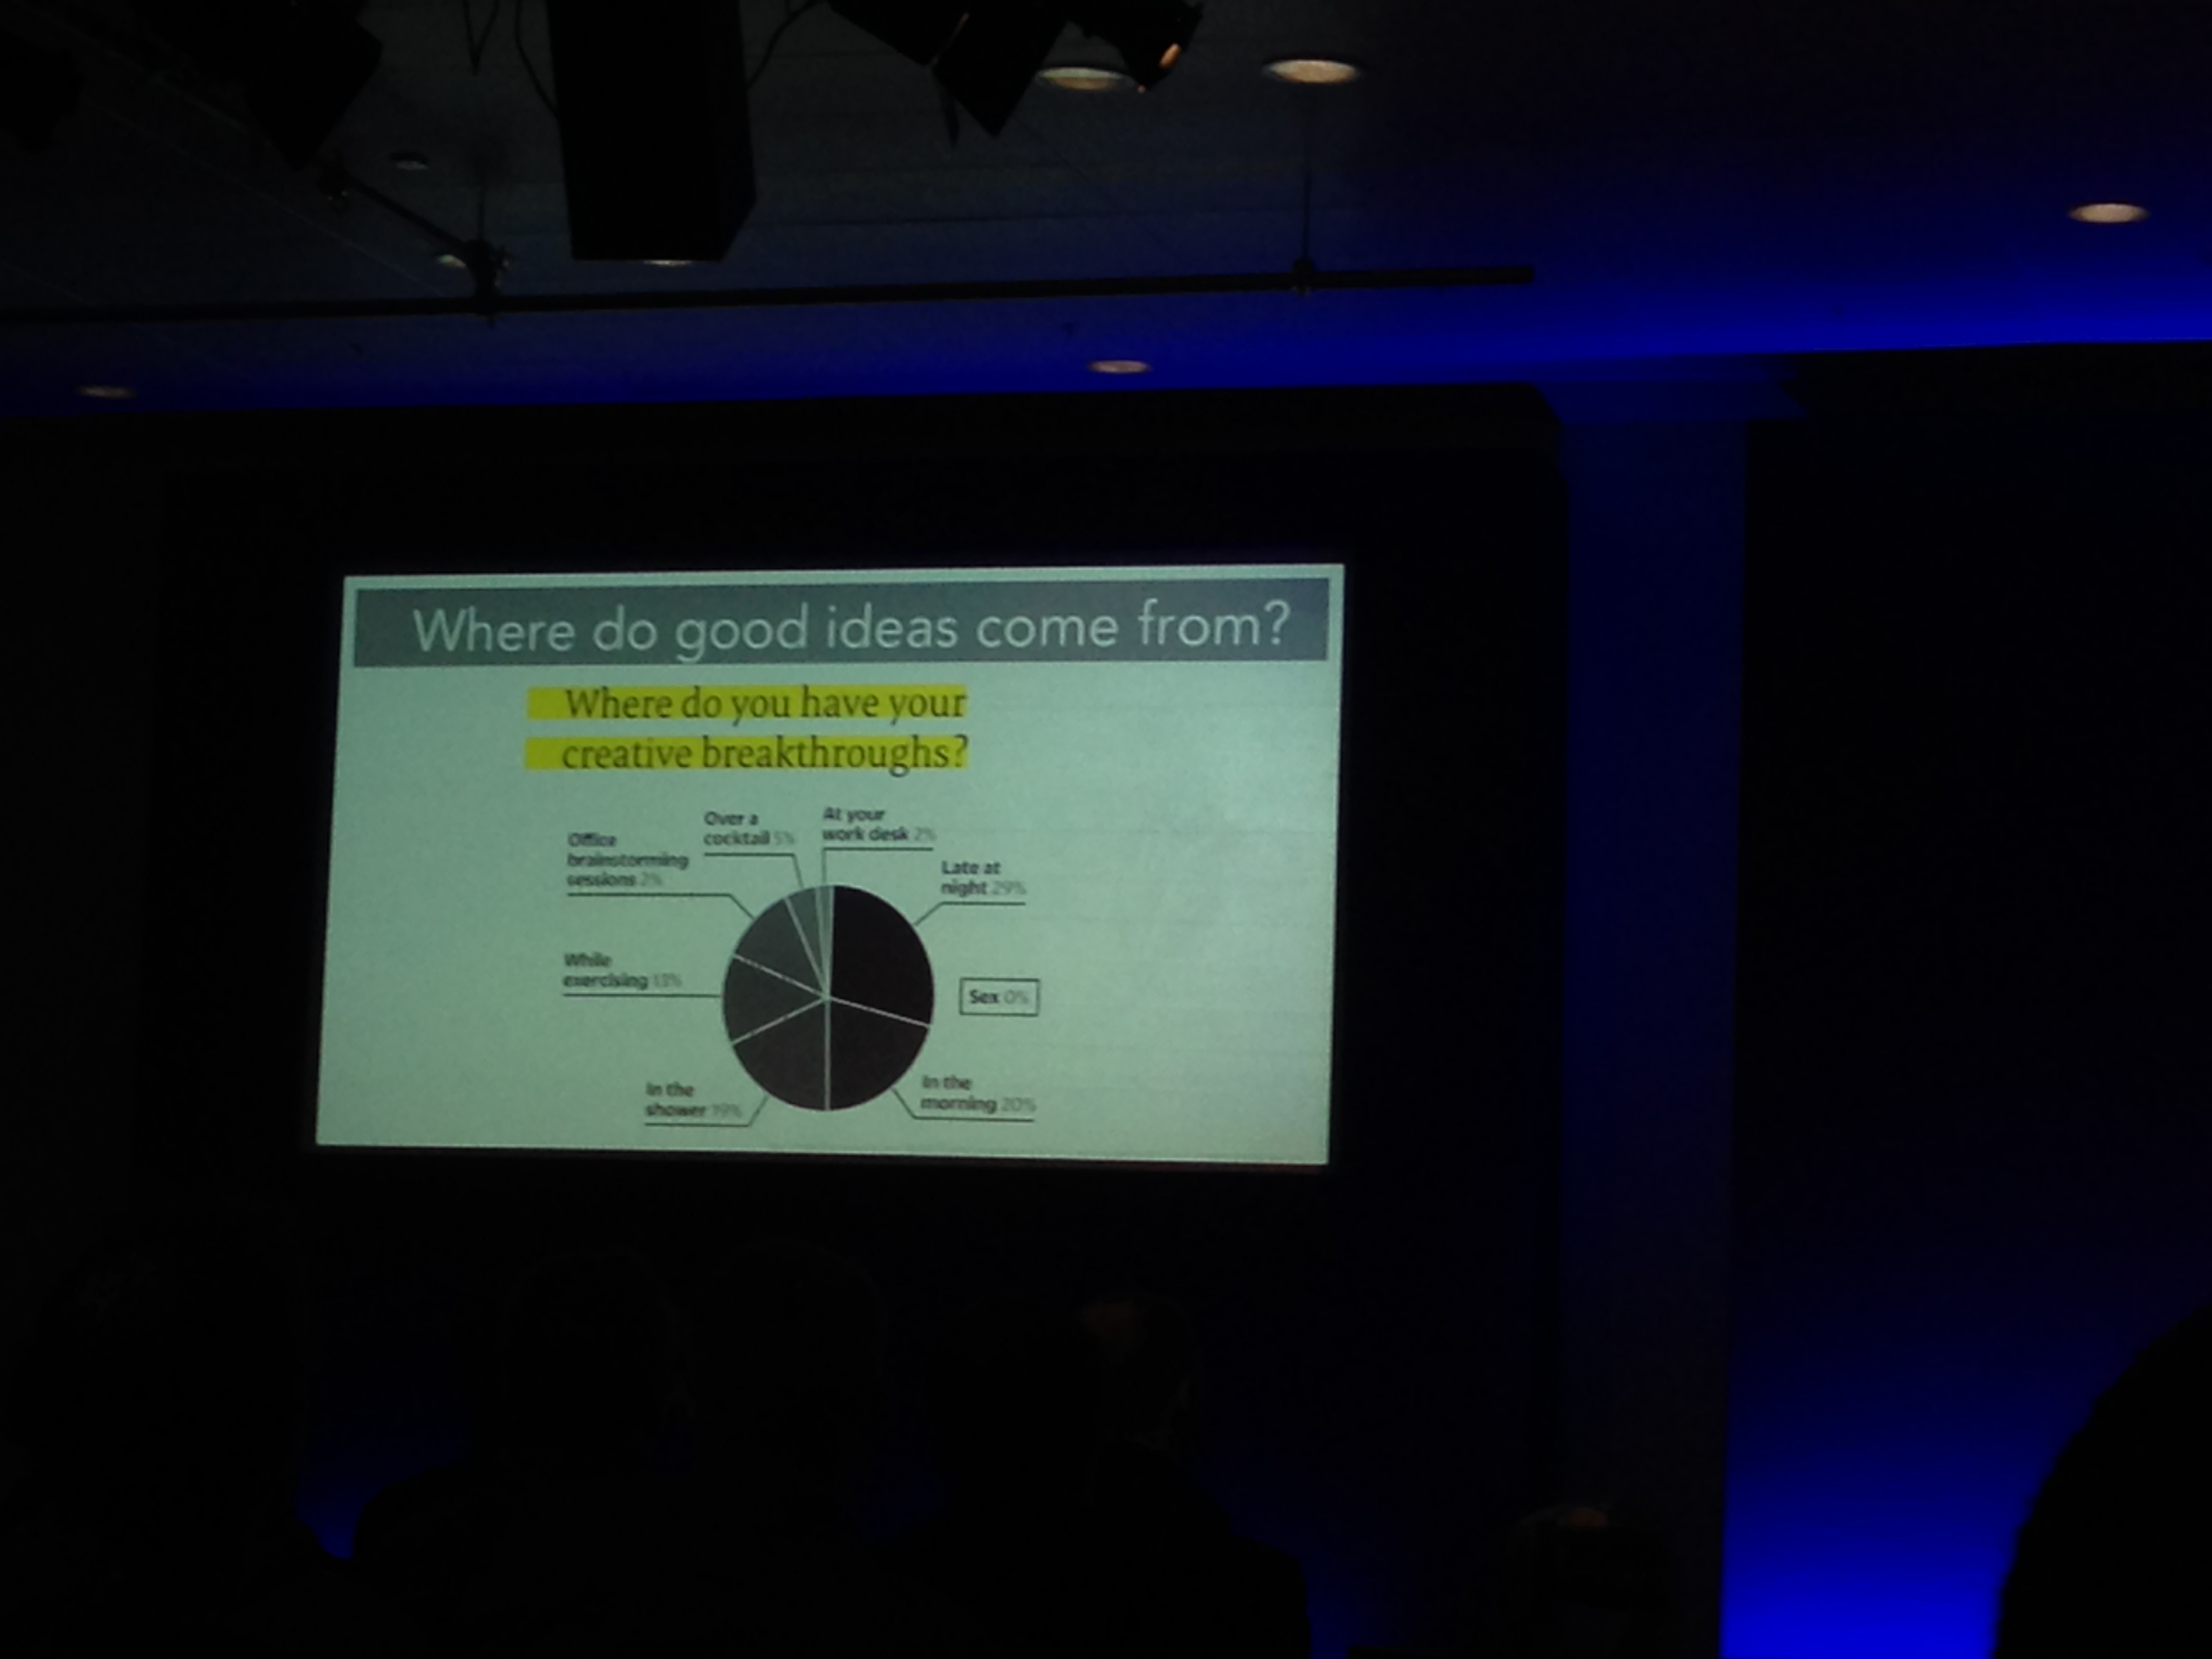 Where do good ideas come from?
Where do you have your
creative breakthroughs?
Over a
cocktail 5%
At your
work desk 2%
Office
brainstorming
sessions 2%
Late at
night 29%
While
exercising 13%
Sex 0%
In the
shower 19%
In the
morning 20%